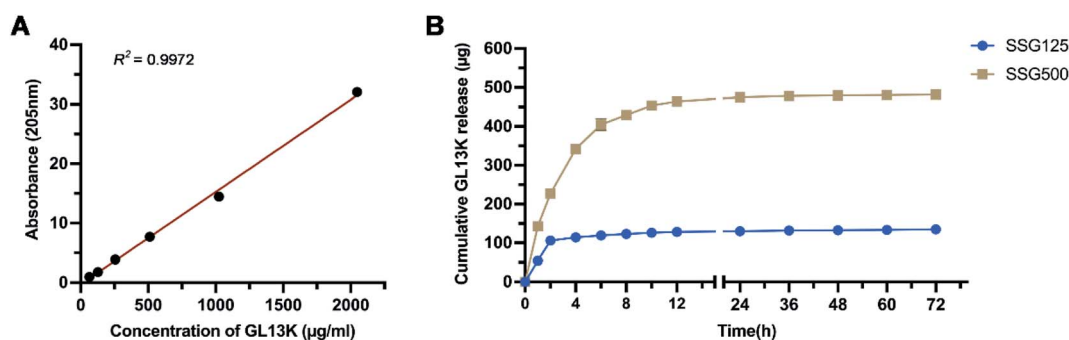 A
R² = 0.9972
Absorbance (205nm)
40
30
20
10
0
0 500 1000 1500 2000
Concentration of GL13K (μg/ml)
B
Cumulative GL13K release (μg)
600
500
400
300
200
100
0
0 4 8 12 24 36 48 60 72
Time(h)
SSG125
SSG500